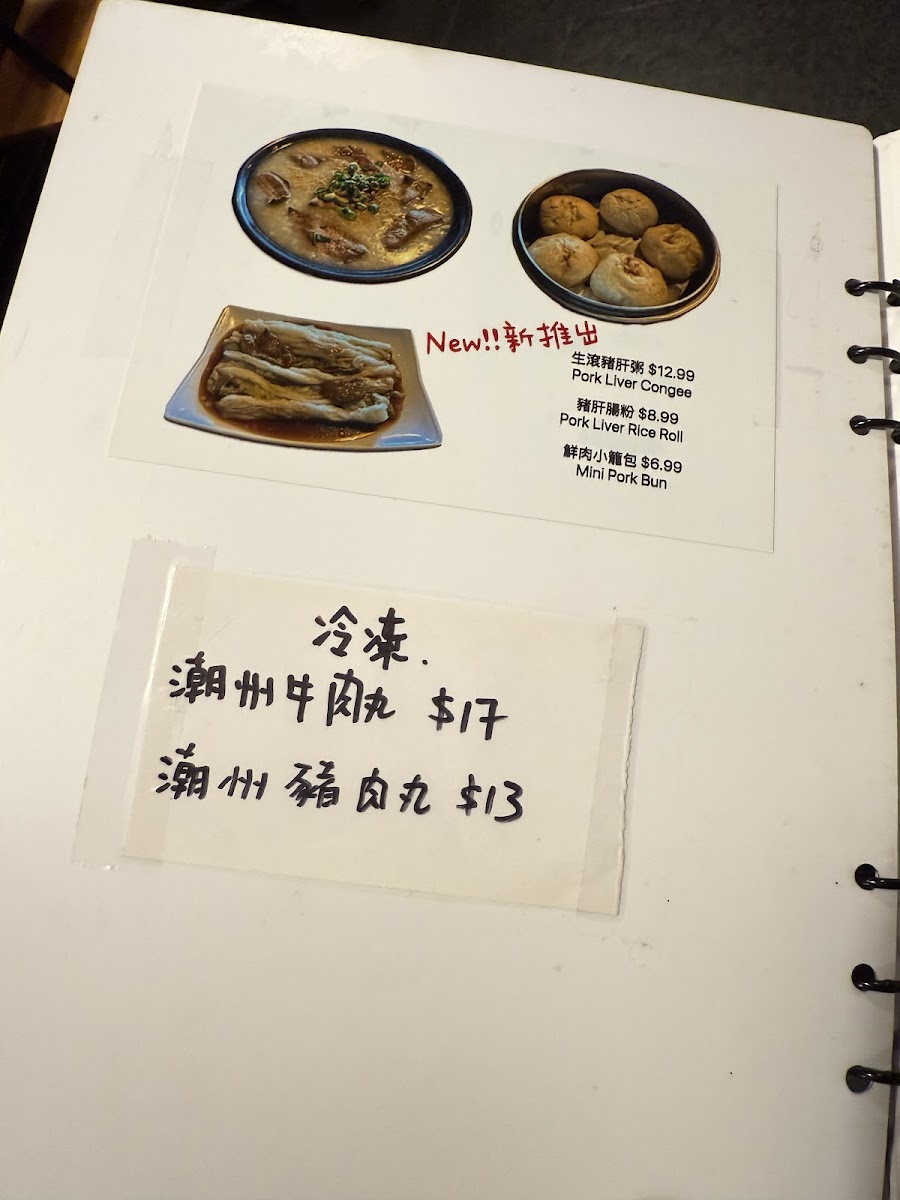 New!!新推出
生滾豬肝粥 $12.99
Pork Liver Congee
豬肝腸粉 $8.99
Pork Liver Rice Roll
鮮肉小籠包 $6.99
Mini Pork Bun
冷凍.
潮州牛肉丸 $17
潮州豬肉丸 $13